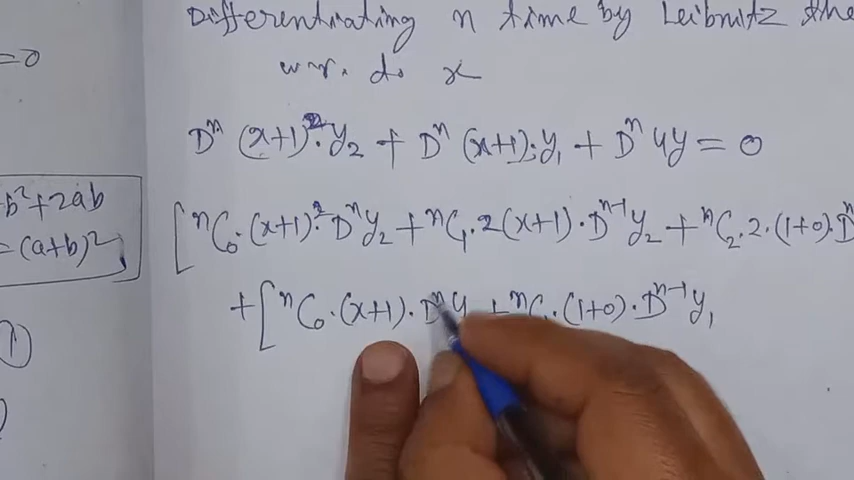 Differentiating n time by Leibnitz the
w.r. to x
=0
Dⁿ (x+1)²·y₂ + Dⁿ (x+1)·y₁ + Dⁿ 4y = 0
b²+2ab
=(a+b)²
[ⁿC₀·(x+1)²·Dⁿy₂ + ⁿC₁·2(x+1)·Dⁿ⁻¹y₂ + ⁿC₂·2·(1+0)·Dⁿ
+[ⁿC₀·(x+1)·Dⁿy + ⁿC₁·(1+0)·Dⁿ⁻¹y₁
1